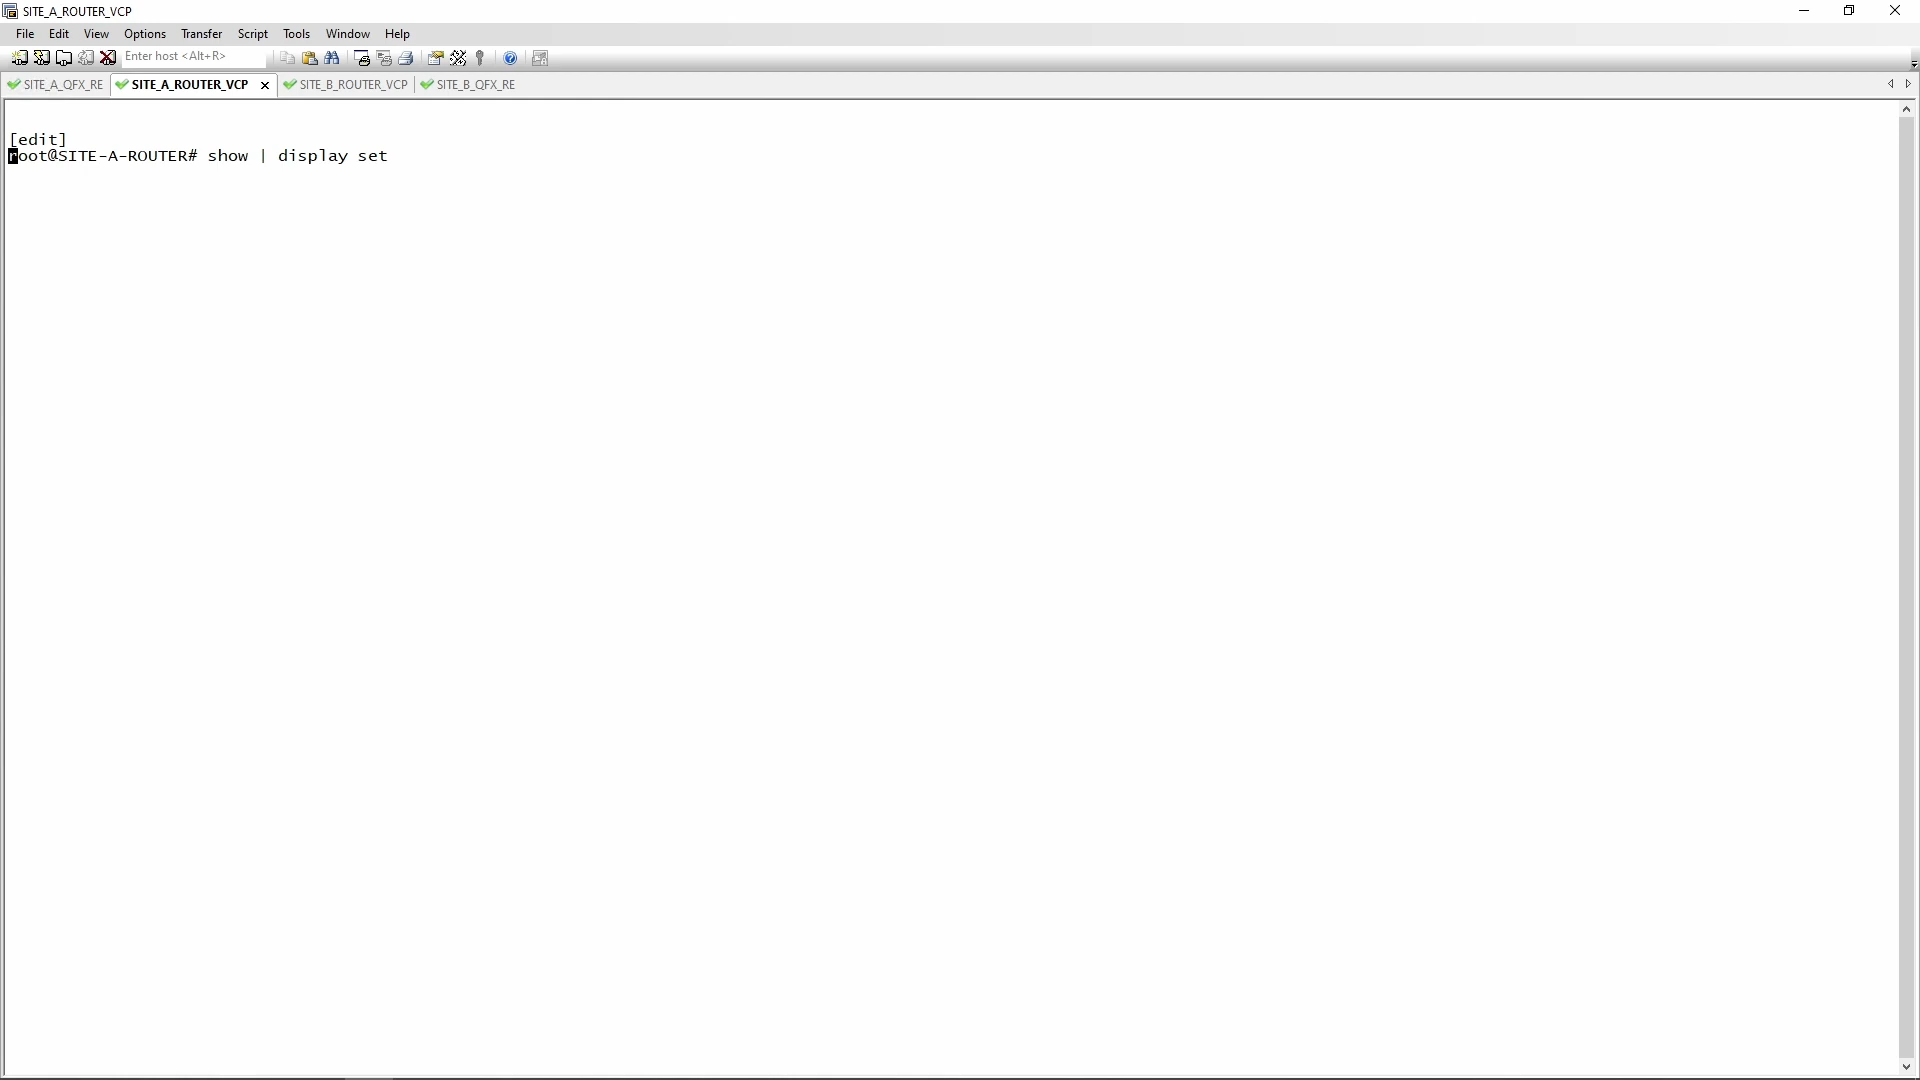 SITE_A_ROUTER_VCP
File Edit View Options Transfer Script Tools Window Help
Enter host <Alt+R>
SITE_A_QFX_RE SITE_A_ROUTER_VCP SITE_B_ROUTER_VCP SITE_B_QFX_RE
[edit]
root@SITE-A-ROUTER# show | display set